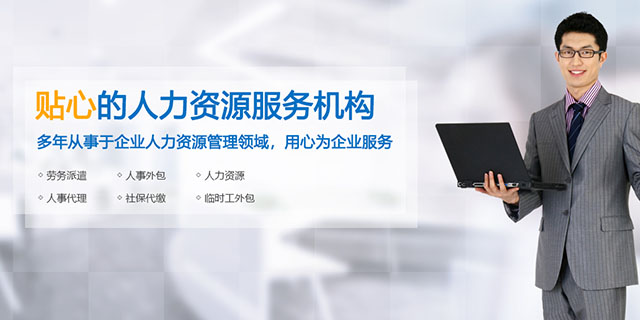 贴心的人力资源服务机构
多年从事于企业人力资源管理领域，用心为企业服务
◇ 劳务派遣 ◇ 人事外包 ◇ 人力资源
◇ 人事代理 ◇ 社保代缴 ◇ 临时工外包